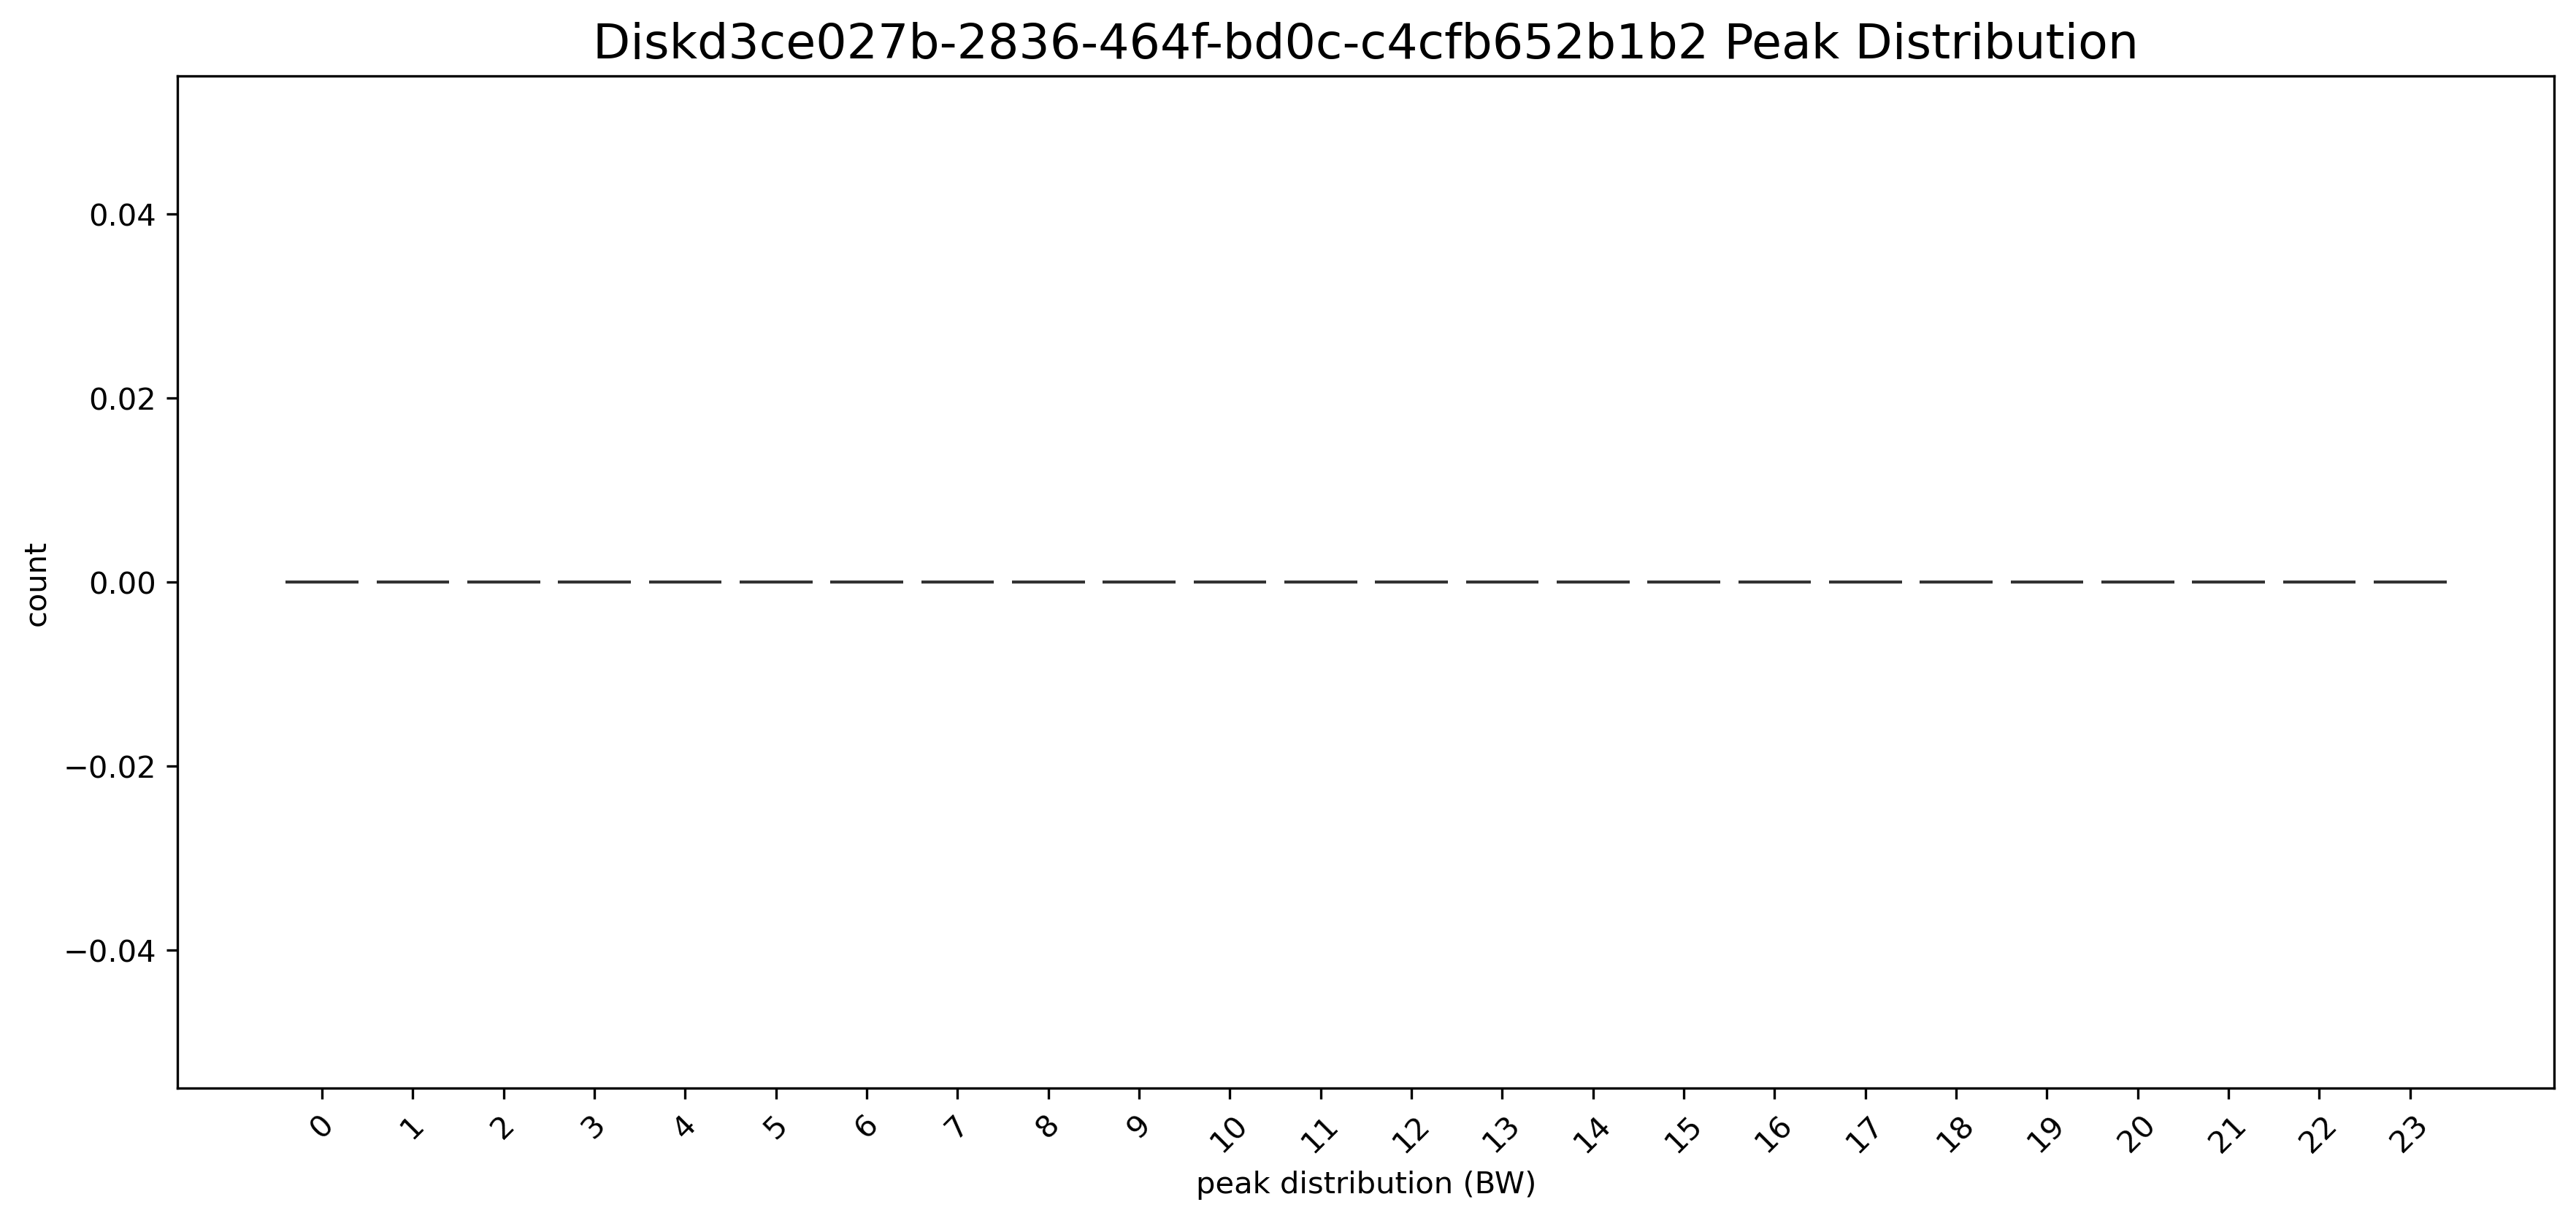 Diskd3ce027b-2836-464f-bd0c-c4cfb652b1b2 Peak Distribution
0.04
0.02
0.00
−0.02
−0.04
count
0 1 2 3 4 5 6 7 8 9 10 11 12 13 14 15 16 17 18 19 20 21 22 23
peak distribution (BW)